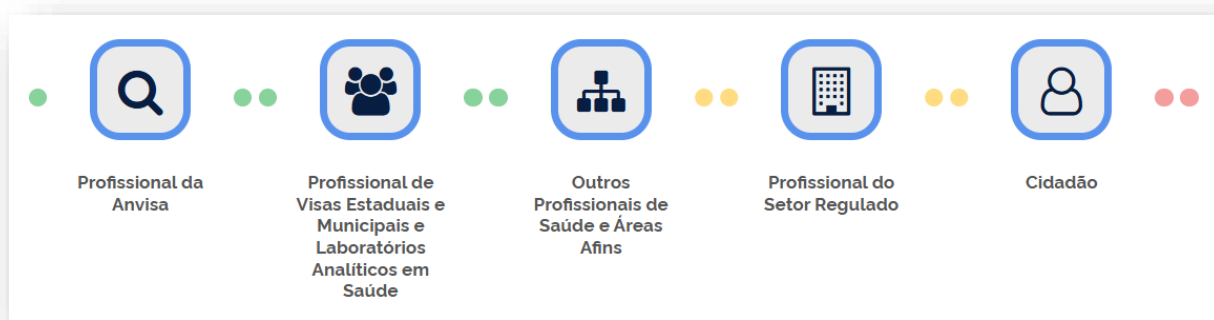 Profissional da
Anvisa
Profissional de
Visas Estaduais e
Municipais e
Laboratórios
Analíticos em
Saúde
Outros
Profissionais de
Saúde e Áreas
Afins
Profissional do
Setor Regulado
Cidadão